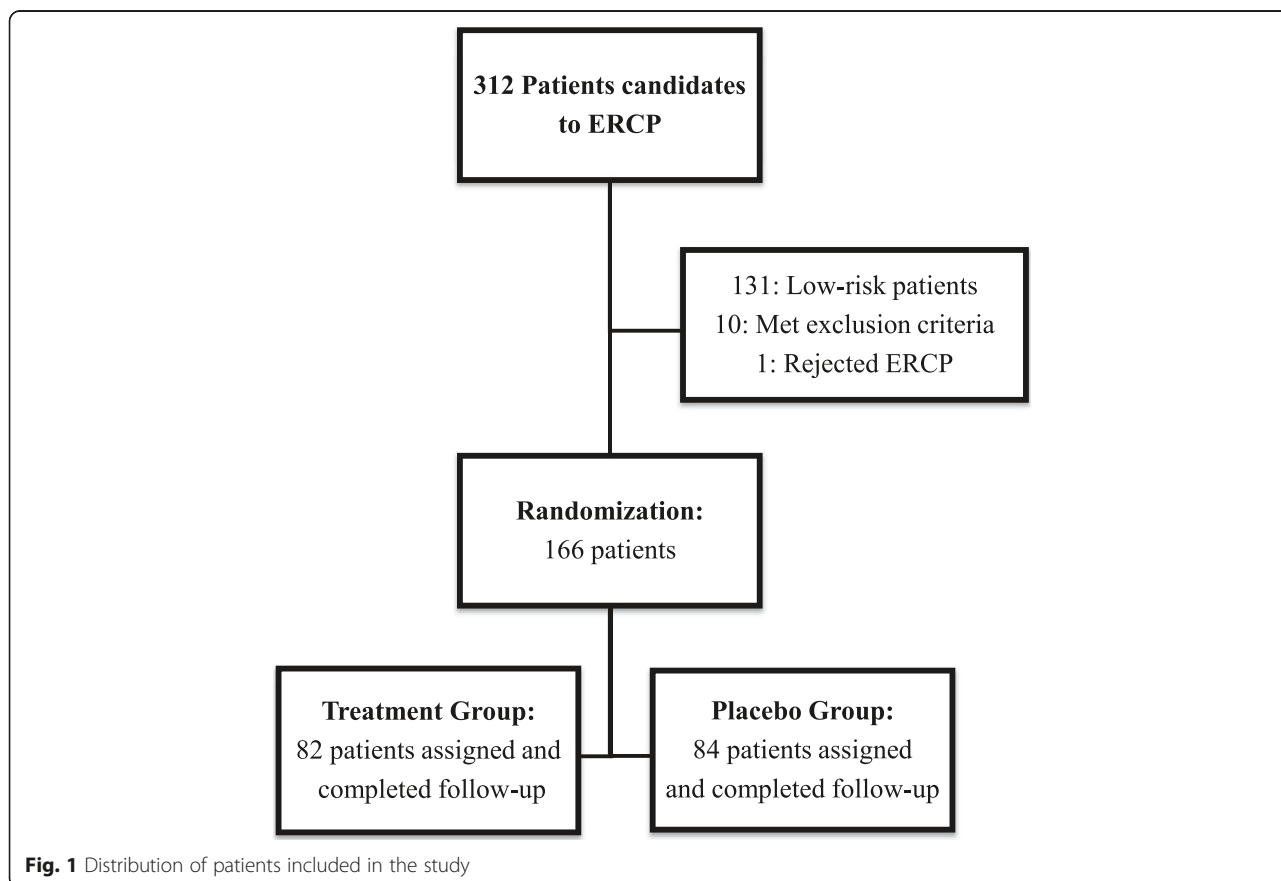 312 Patients candidates
to ERCP
131: Low-risk patients
10: Met exclusion criteria
1: Rejected ERCP
Randomization:
166 patients
Treatment Group:
82 patients assigned and
completed follow-up
Placebo Group:
84 patients assigned
and completed follow-up
Fig. 1 Distribution of patients included in the study